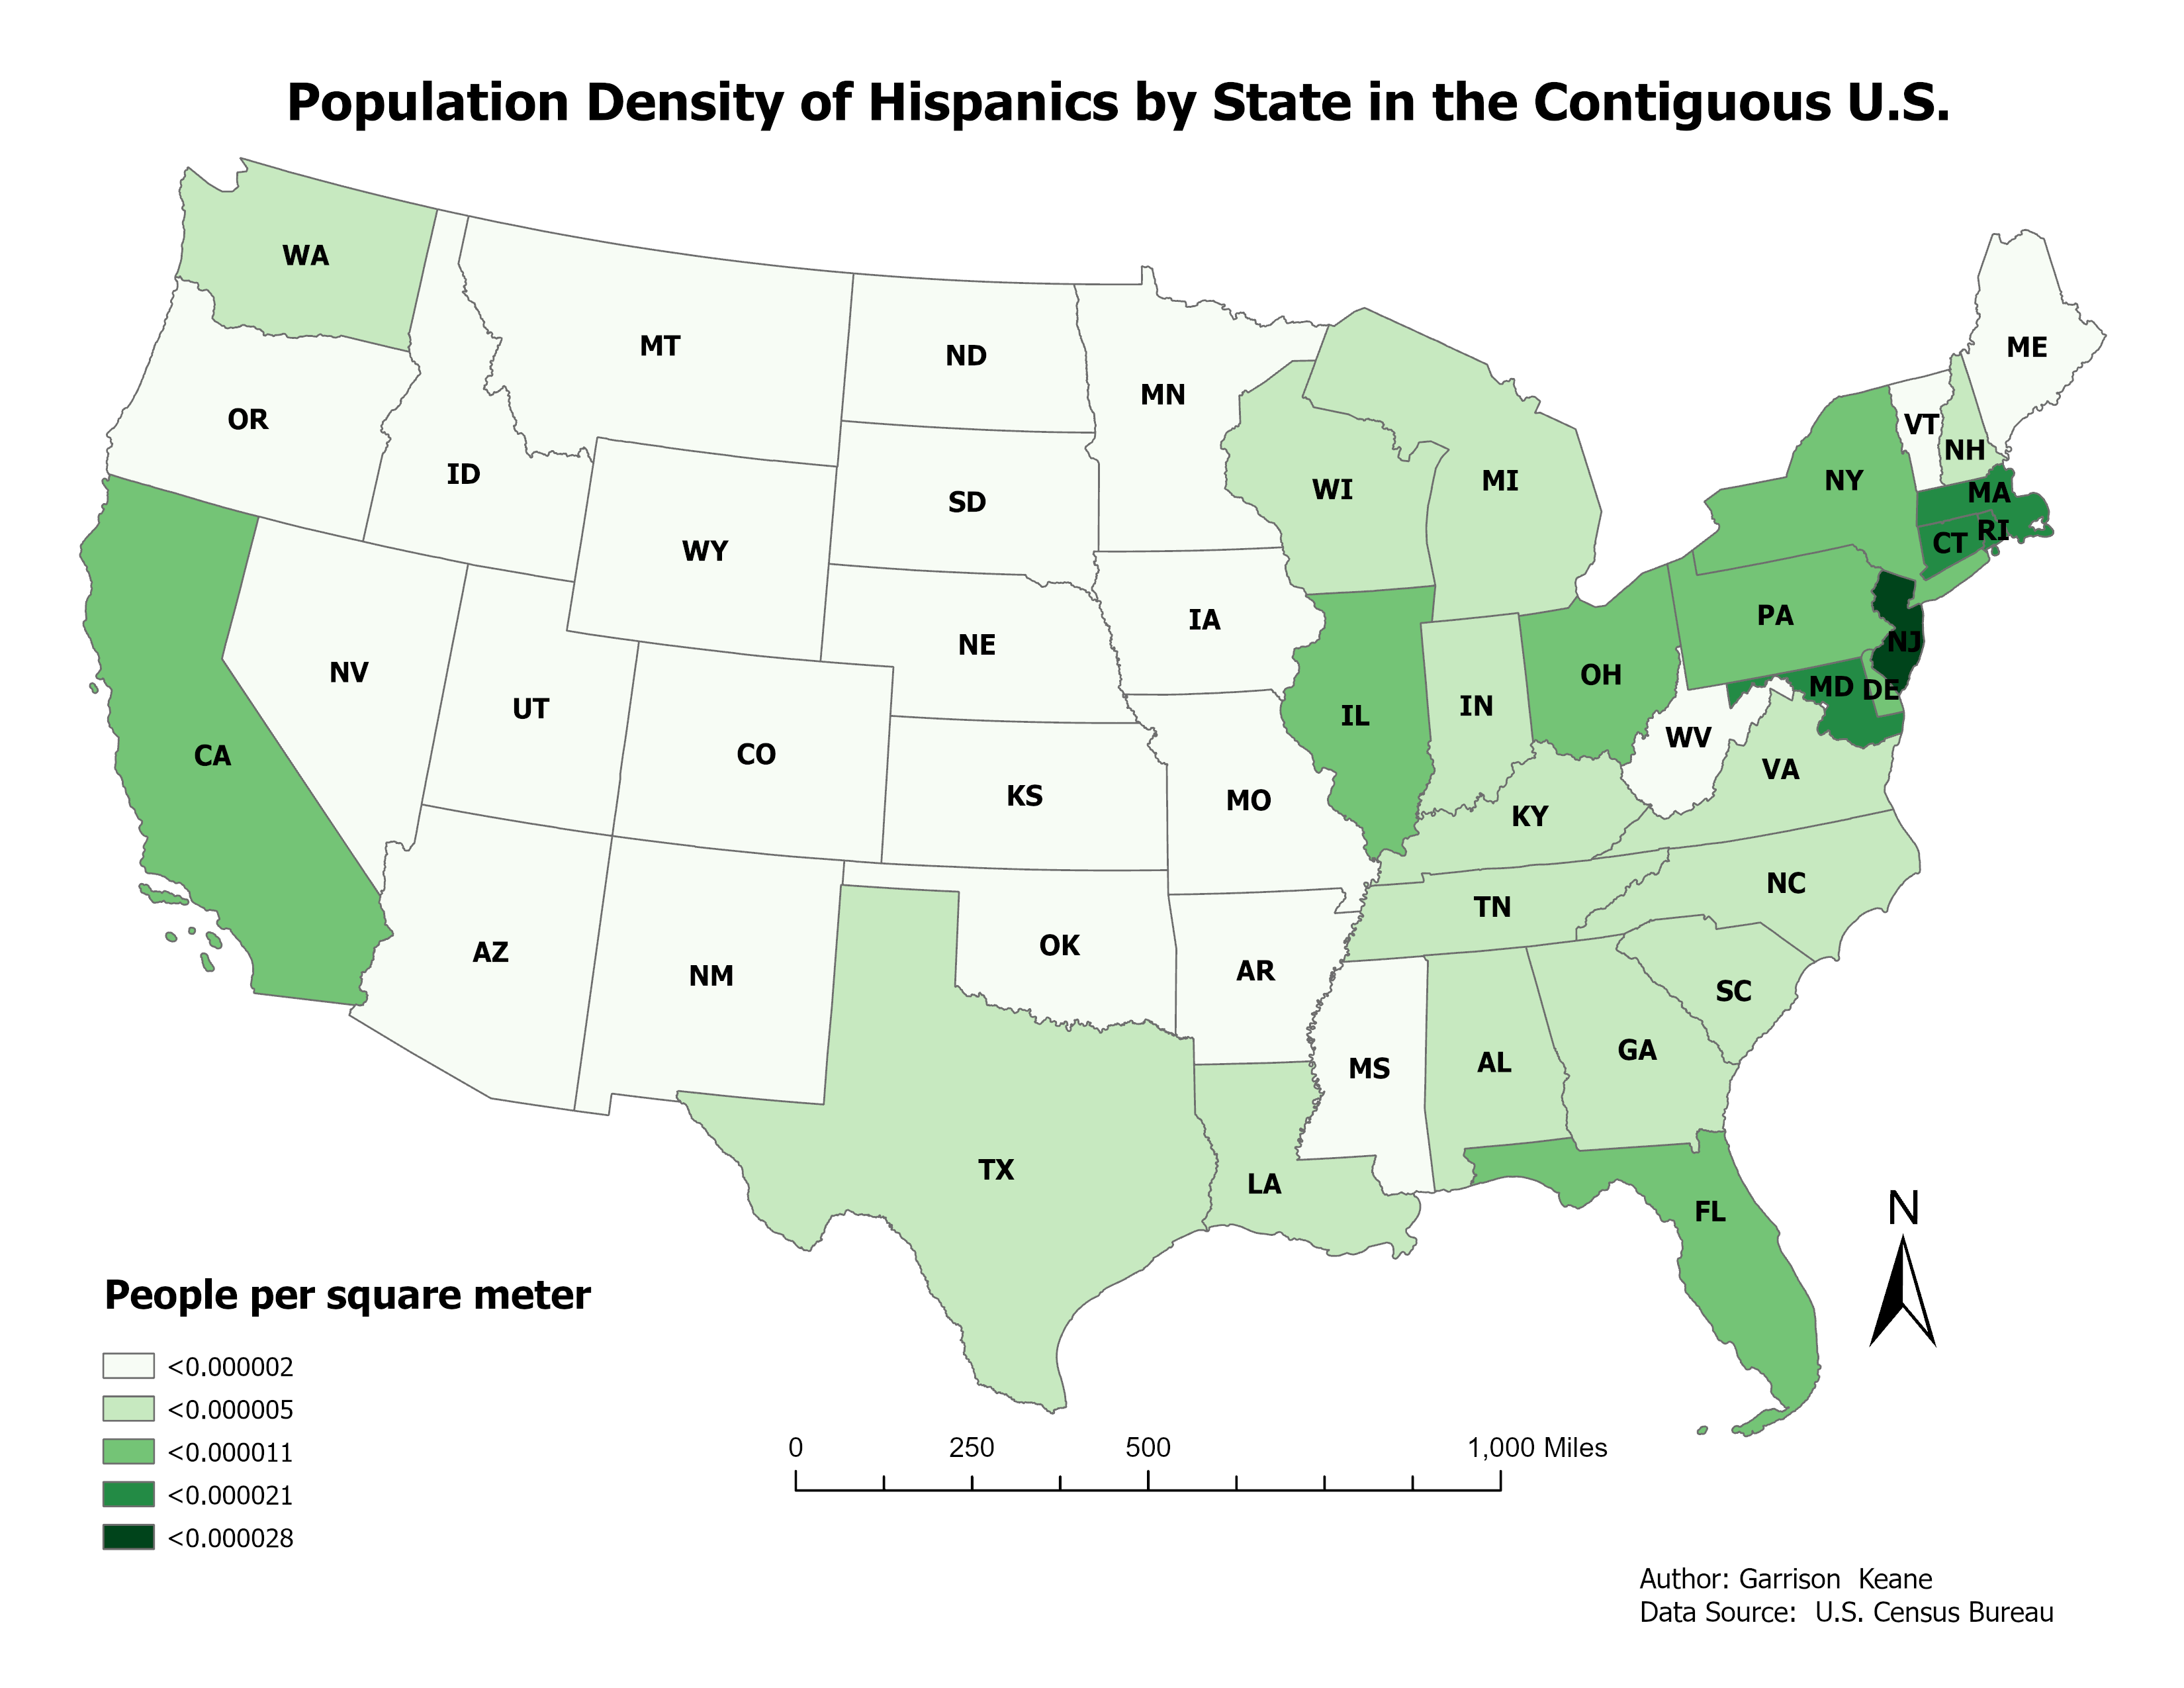 Population Density of Hispanics by State in the Contiguous U.S.
WA
MT
ND
MN
ME
OR
ID
SD
WI
MI
NY
VT
NH
MA
WY
RI
CT
IA
NE
PA
NJ
NV
UT
CO
IL
IN
OH
MD
DE
WV
CA
KS
MO
KY
VA
AZ
NM
OK
AR
TN
NC
SC
MS
AL
GA
TX
LA
FL
N
People per square meter
<0.000002
<0.000005
<0.000011
<0.000021
<0.000028
0 250 500 1,000 Miles
Author: Garrison Keane
Data Source: U.S. Census Bureau